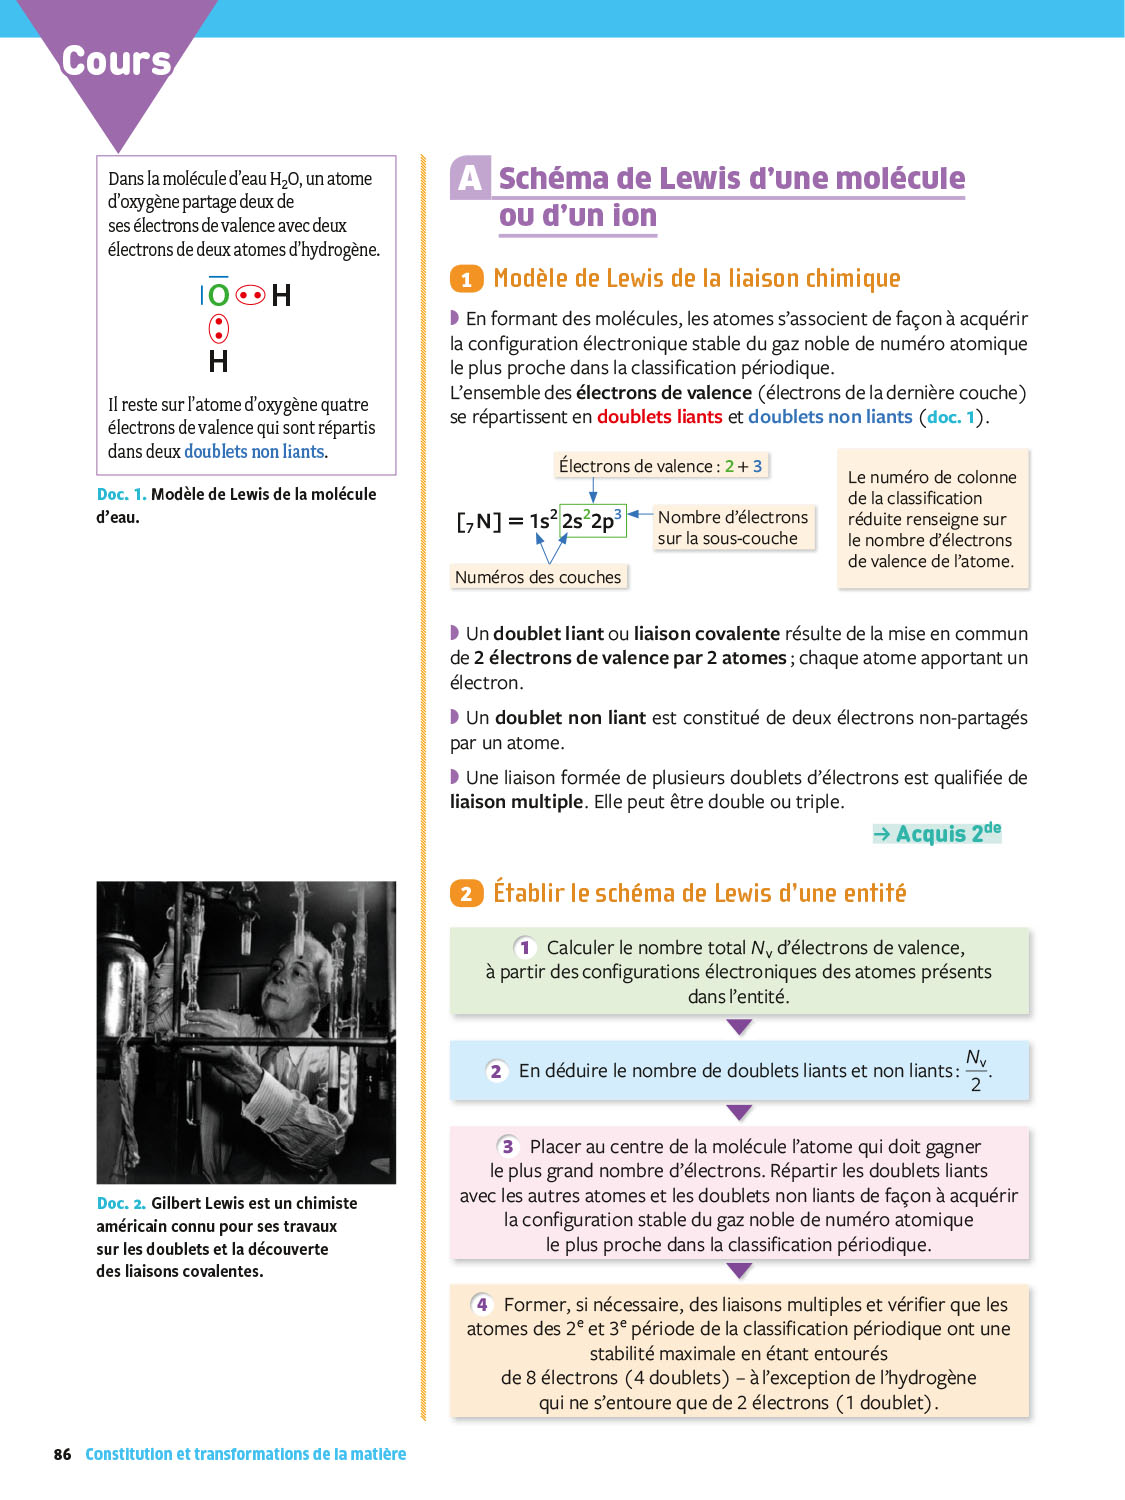 Cours
Dans la molécule d’eau H₂O, un atome
d’oxygène partage deux de
ses électrons de valence avec deux
électrons de deux atomes d’hydrogène.
O H
H
Il reste sur l’atome d’oxygène quatre
électrons de valence qui sont répartis
dans deux doublets non liants.
Doc. 1. Modèle de Lewis de la molécule
d’eau.
A Schéma de Lewis d’une molécule
ou d’un ion
1 Modèle de Lewis de la liaison chimique
En formant des molécules, les atomes s’associent de façon à acquérir
la configuration électronique stable du gaz noble de numéro atomique
le plus proche dans la classification périodique.
L’ensemble des électrons de valence (électrons de la dernière couche)
se répartissent en doublets liants et doublets non liants (doc. 1).
Électrons de valence : 2 + 3
[₇N] = 1s² 2s² 2p³
Nombre d’électrons
sur la sous-couche
Numéros des couches
Le numéro de colonne
de la classification
réduite renseigne sur
le nombre d’électrons
de valence de l’atome.
Un doublet liant ou liaison covalente résulte de la mise en commun
de 2 électrons de valence par 2 atomes ; chaque atome apportant un
électron.
Un doublet non liant est constitué de deux électrons non-partagés
par un atome.
Une liaison formée de plusieurs doublets d’électrons est qualifiée de
liaison multiple. Elle peut être double ou triple.
→ Acquis 2de
2 Établir le schéma de Lewis d’une entité
1 Calculer le nombre total Nv d’électrons de valence,
à partir des configurations électroniques des atomes présents
dans l’entité.
2 En déduire le nombre de doublets liants et non liants : Nv/2.
3 Placer au centre de la molécule l’atome qui doit gagner
le plus grand nombre d’électrons. Répartir les doublets liants
avec les autres atomes et les doublets non liants de façon à acquérir
la configuration stable du gaz noble de numéro atomique
le plus proche dans la classification périodique.
4 Former, si nécessaire, des liaisons multiples et vérifier que les
atomes des 2e et 3e période de la classification périodique ont une
stabilité maximale en étant entourés
de 8 électrons (4 doublets) – à l’exception de l’hydrogène
qui ne s’entoure que de 2 électrons (1 doublet).
Doc. 2. Gilbert Lewis est un chimiste
américain connu pour ses travaux
sur les doublets et la découverte
des liaisons covalentes.
86 Constitution et transformations de la matière